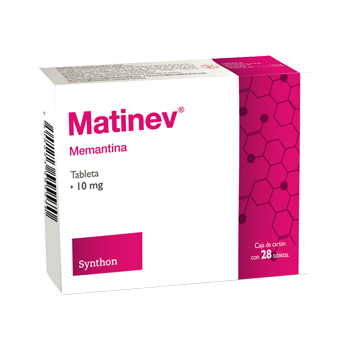 Matinev®
Memantina
Tableta
▸ 10 mg
Synthon
Caja de cartón
con 28 tabletas.